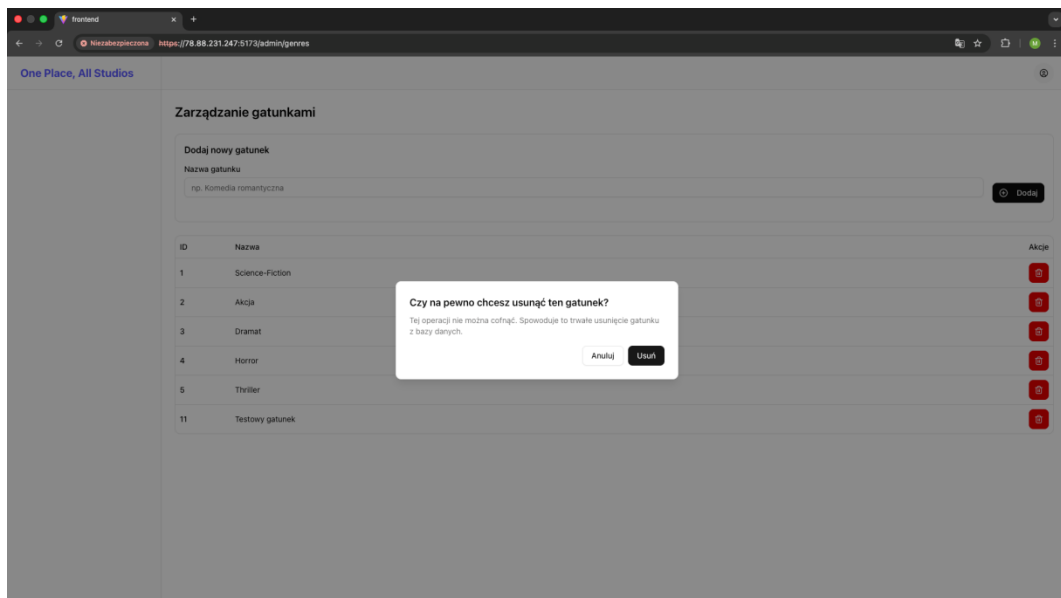 frontend
Niezabezpieczona https://78.88.231.247:5173/admin/genres
M
One Place, All Studios
Zarządzanie gatunkami
Dodaj nowy gatunek
Nazwa gatunku
np. Komedia romantyczna
Dodaj
ID Nazwa Akcje
1 Science-Fiction
2 Akcja
3 Dramat
4 Horror
5 Thriller
11 Testowy gatunek
Czy na pewno chcesz usunąć ten gatunek?
Tej operacji nie można cofnąć. Spowoduje to trwałe usunięcie gatunku
z bazy danych.
Anuluj Usuń